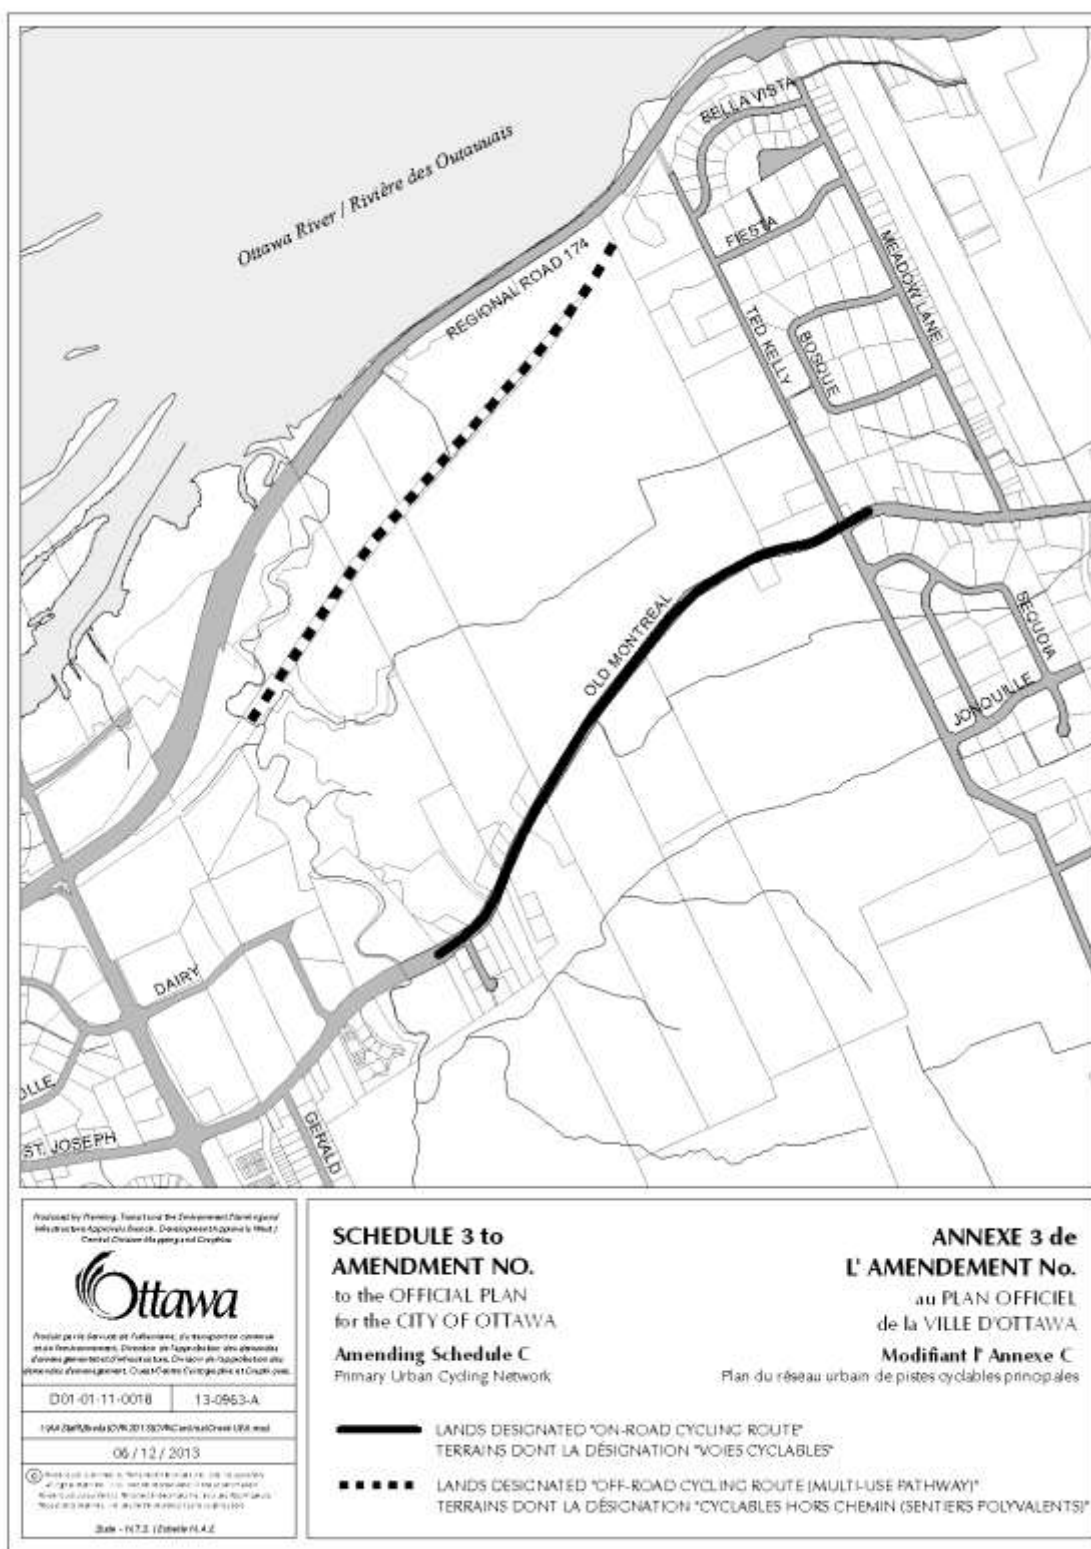 BELLA VISTA
Ottawa River / Rivière des Outaouais
FIESTA
MEADOW LANE
REGIONAL ROAD 174
TED KELLY
BOSQUE
OLD MONTREAL
SEQUOIA
JONQUILLE
DAIRY
OLLE
ST. JOSEPH
GERALD
Ottawa
D01-01-11-0018
13-0963-A
06 / 12 / 2013
SCHEDULE 3 to
AMENDMENT NO.
to the OFFICIAL PLAN
for the CITY OF OTTAWA
Amending Schedule C
Primary Urban Cycling Network
ANNEXE 3 de
L' AMENDEMENT No.
au PLAN OFFICIEL
de la VILLE D'OTTAWA
Modifiant l' Annexe C
Plan du réseau urbain de pistes cyclables principales
LANDS DESIGNATED "ON-ROAD CYCLING ROUTE"
TERRAINS DONT LA DÉSIGNATION "VOIES CYCLABLES"
LANDS DESIGNATED "OFF-ROAD CYCLING ROUTE (MULTI-USE PATHWAY)"
TERRAINS DONT LA DÉSIGNATION "CYCLABLES HORS CHEMIN (SENTIERS POLYVALENTS)"